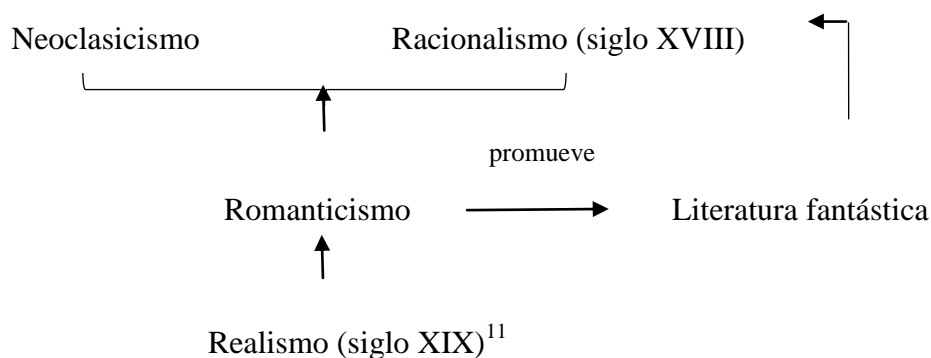 Neoclasicismo Racionalismo (siglo XVIII)
promueve
Romanticismo Literatura fantástica
Realismo (siglo XIX)11